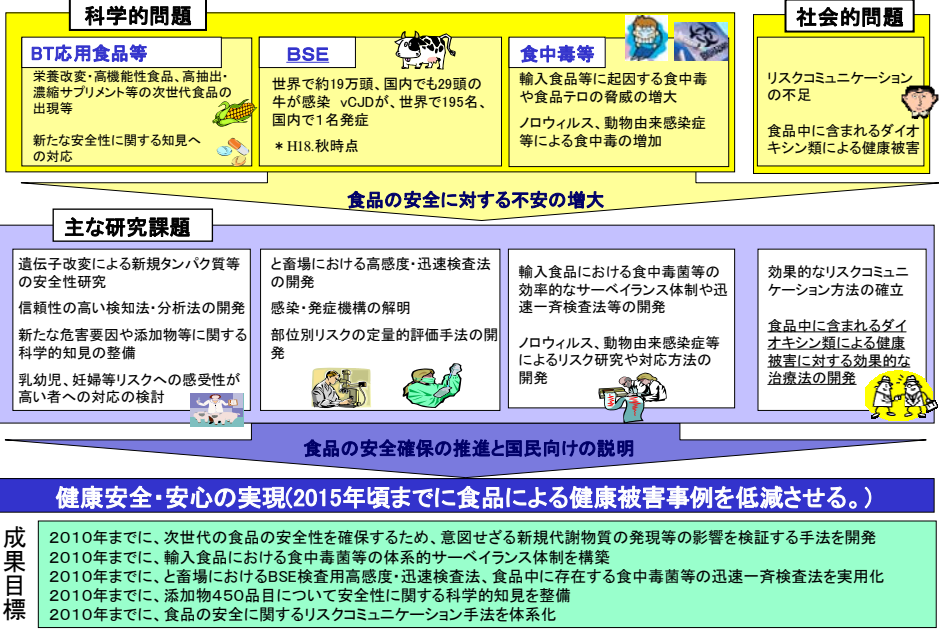 科学的問題
BT応用食品等
栄養改変・高機能性食品、高抽出・
濃縮サプリメント等の次世代食品の
出現等
新たな安全性に関する知見へ
の対応
BSE
世界で約19万頭、国内でも29頭の
牛が感染 vCJDが、世界で195名、
国内で1名発症
＊H18.秋時点
食中毒等
輸入食品等に起因する食中毒
や食品テロの脅威の増大
ノロウィルス、動物由来感染症
等による食中毒の増加
社会的問題
リスクコミュニケーション
の不足
食品中に含まれるダイオ
キシン類による健康被害
食品の安全に対する不安の増大
主な研究課題
遺伝子改変による新規タンパク質等
の安全性研究
信頼性の高い検知法・分析法の開発
新たな危害要因や添加物等に関する
科学的知見の整備
乳幼児、妊婦等リスクへの感受性が
高い者への対応の検討
と畜場における高感度・迅速検査法
の開発
感染・発症機構の解明
部位別リスクの定量的評価手法の開
発
輸入食品における食中毒菌等の
効率的なサーベイランス体制や迅
速一斉検査法等の開発
ノロウィルス、動物由来感染症等
によるリスク研究や対応方法の
開発
効果的なリスクコミュニ
ケーション方法の確立
食品中に含まれるダイ
オキシン類による健康
被害に対する効果的な
治療法の開発
食品の安全確保の推進と国民向けの説明
健康安全・安心の実現(2015年頃までに食品による健康被害事例を低減させる。)
成果目標
2010年までに、次世代の食品の安全性を確保するため、意図せざる新規代謝物質の発現等の影響を検証する手法を開発
2010年までに、輸入食品における食中毒菌等の体系的サーベイランス体制を構築
2010年までに、と畜場におけるBSE検査用高感度・迅速検査法、食品中に存在する食中毒菌等の迅速一斉検査法を実用化
2010年までに、添加物450品目について安全性に関する科学的知見を整備
2010年までに、食品の安全に関するリスクコミュニケーション手法を体系化